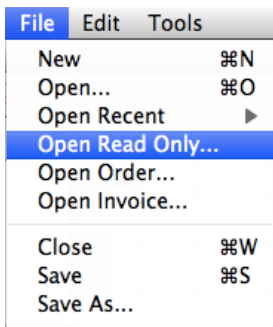 File Edit Tools
New ⌘N
Open... ⌘O
Open Recent ▶
Open Read Only...
Open Order...
Open Invoice...
Close ⌘W
Save ⌘S
Save As...